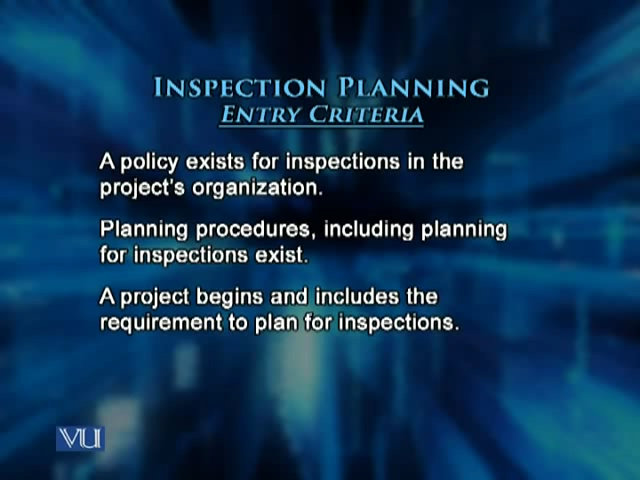 INSPECTION PLANNING
ENTRY CRITERIA
A policy exists for inspections in the
project's organization.
Planning procedures, including planning
for inspections exist.
A project begins and includes the
requirement to plan for inspections.
VU